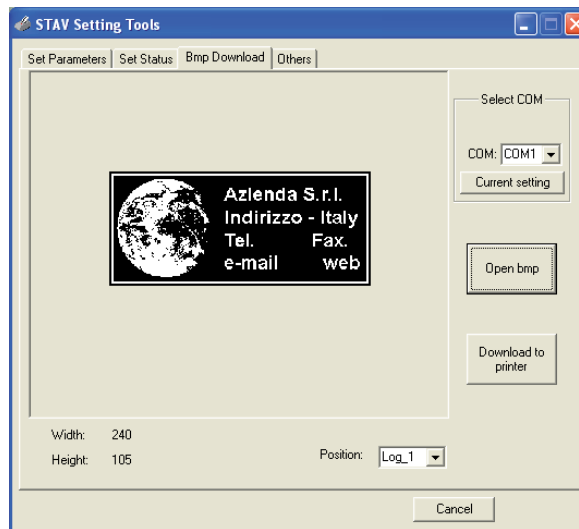 STAV Setting Tools
Set Parameters Set Status Bmp Download Others
Select COM
COM: COM1
Current setting
Azienda S.r.l.
Indirizzo - Italy
Tel. Fax.
e-mail web
Open bmp
Download to
printer
Width: 240
Height: 105
Position: Log_1
Cancel